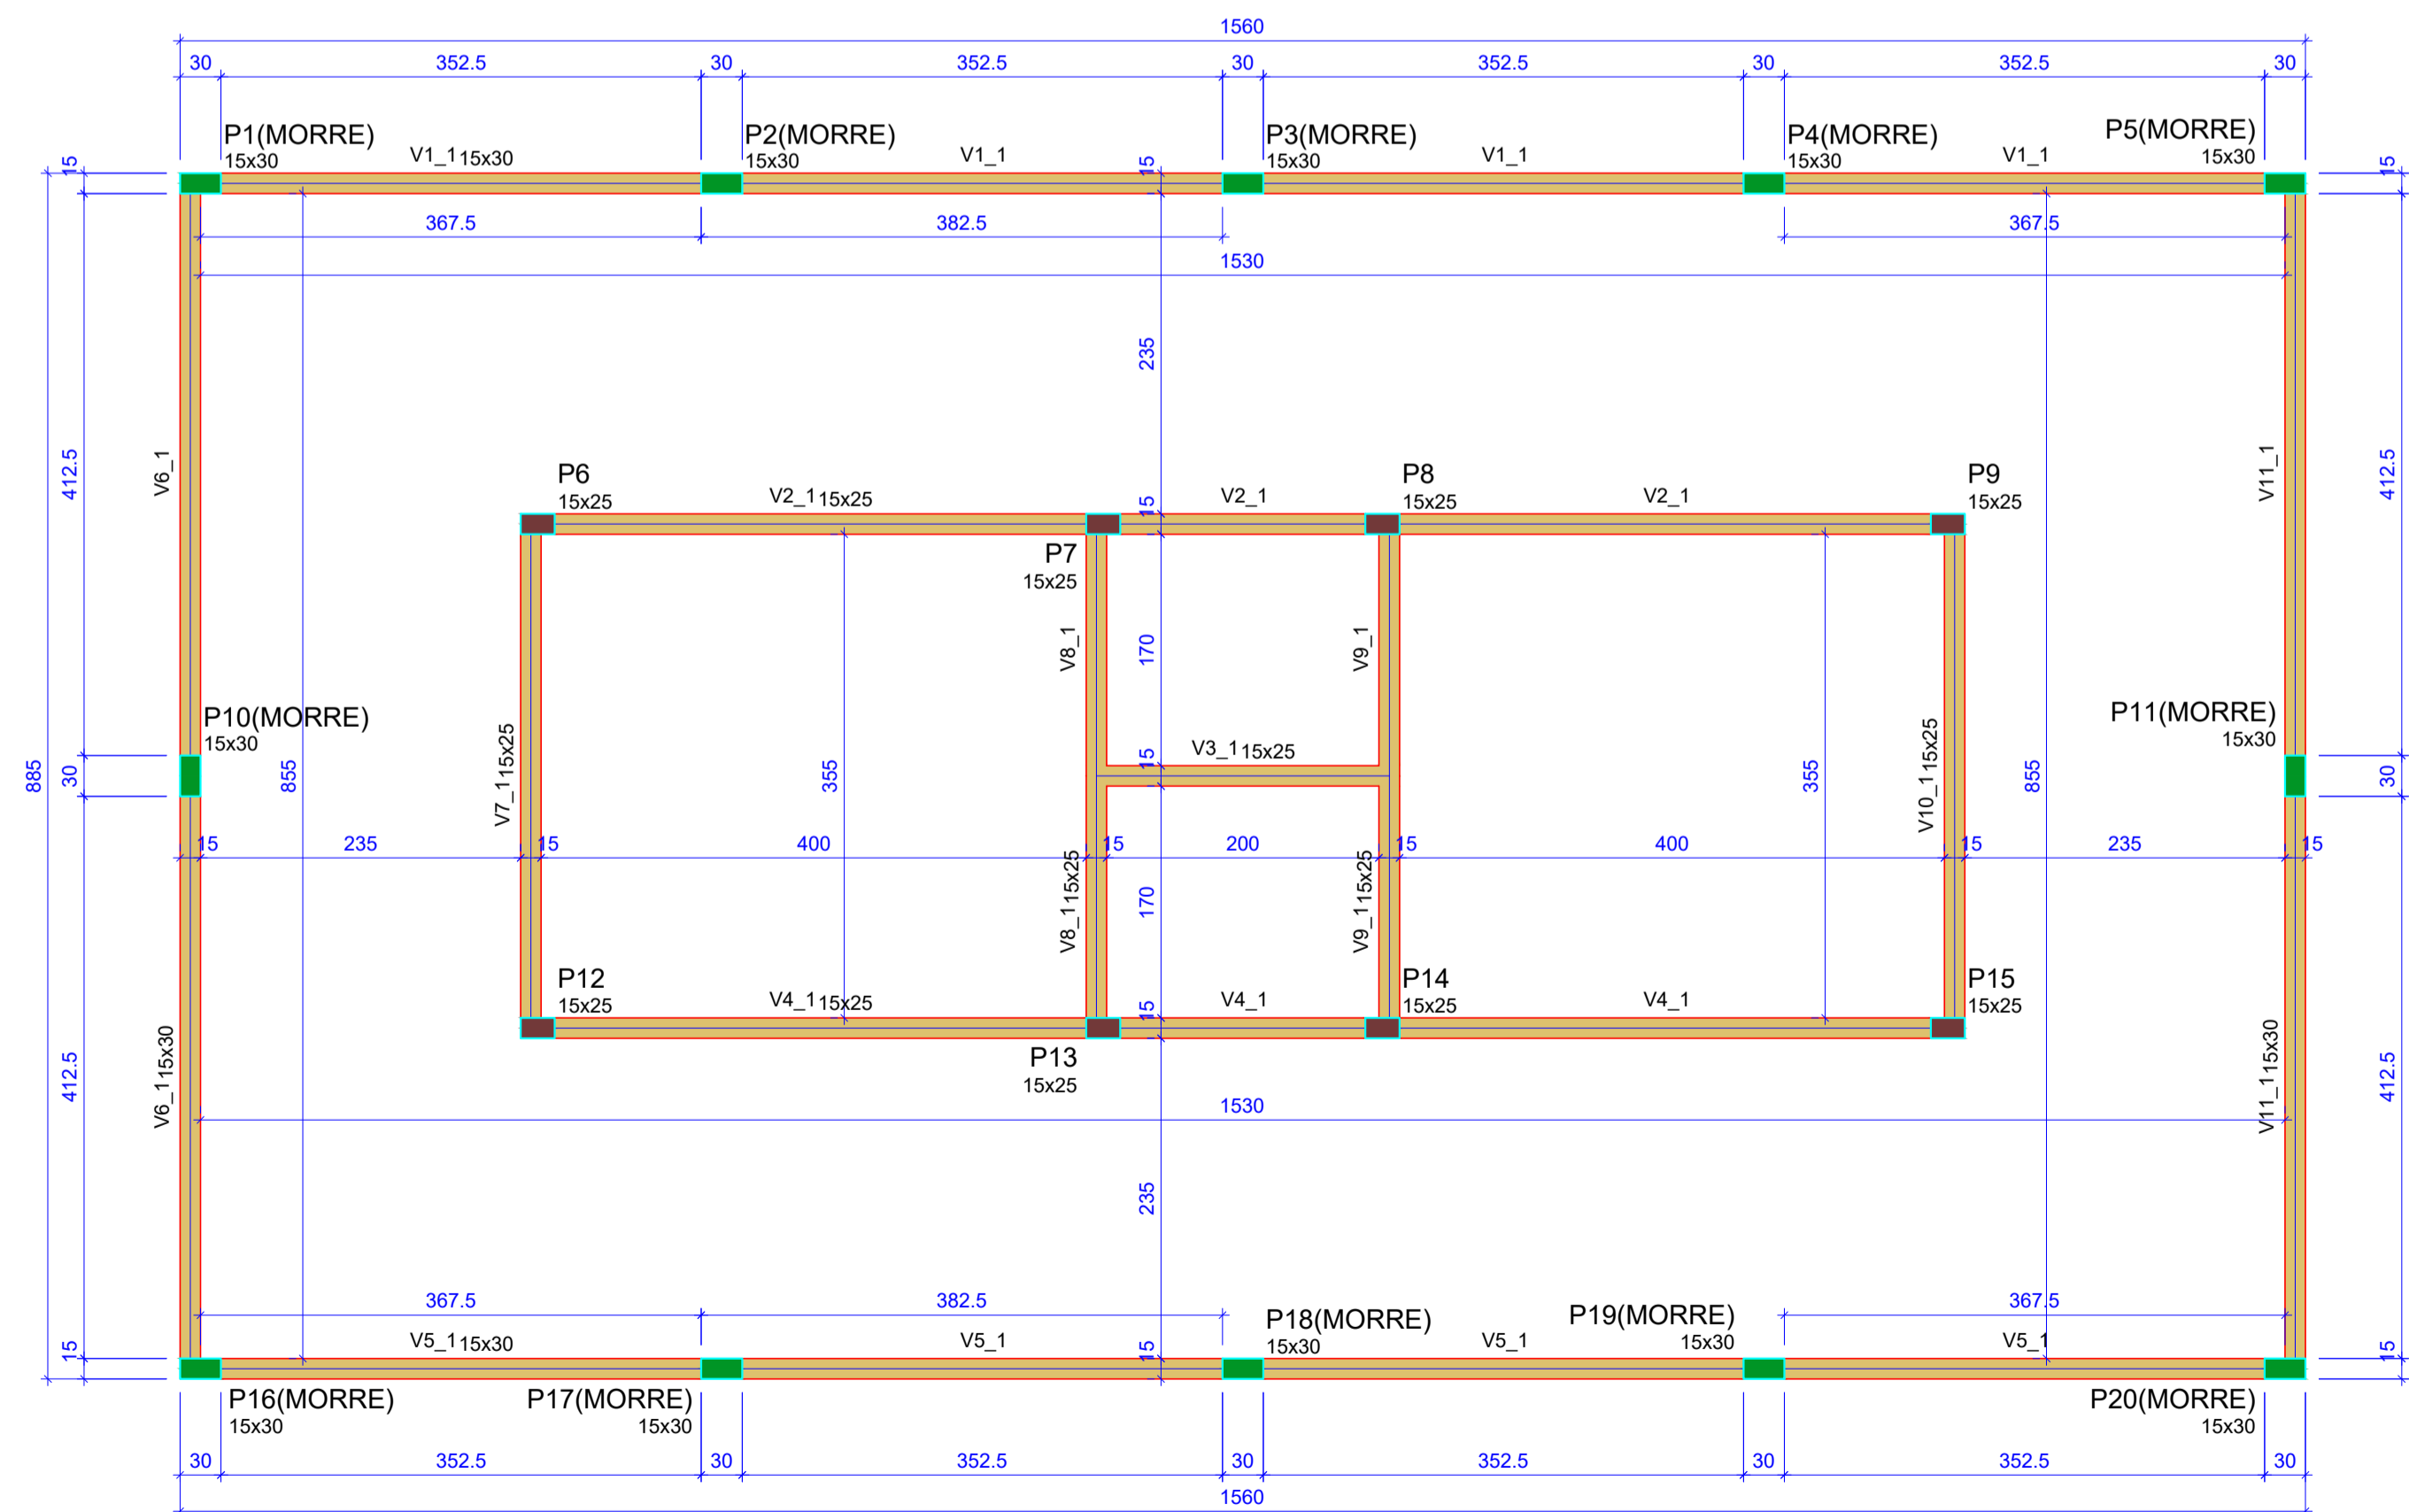 1560
30 352.5 30 352.5 30 352.5 30 352.5 30
P1(MORRE) P2(MORRE) P3(MORRE) P4(MORRE) P5(MORRE)
15x30 V1_1 15x30 15x30 V1_1 15x30 V1_1 15x30 V1_1 15x30
15 15 15
367.5 382.5 367.5
1530
235
412.5 V6_1 V11_1 412.5
P6 P8 P9
15x25 V2_1 15x25 V2_1 15x25 V2_1 15x25
15
P7
15x25
V8_1 170 V9_1
P10(MORRE) P11(MORRE)
15x30 15x30
V3_1 15x25
885 30 855 V7_1 15x25 355 15 355 V10_1 15x25 855 30
15 235 15 400 15 200 15 400 15 235 15
V8_1 15x25 170 V9_1 15x25
P12 P14 P15
15x25 V4_1 15x25 V4_1 15x25 V4_1 15x25
15
P13
15x25
412.5 V6_1 15x30 V11_1 15x30 412.5
1530
235
367.5 382.5 367.5
P18(MORRE) P19(MORRE)
V5_1 15x30 V5_1 15x30 V5_1 15x30 V5_1
15 15 15
P16(MORRE) P17(MORRE) P20(MORRE)
15x30 15x30 15x30
30 352.5 30 352.5 30 352.5 30 352.5 30
1560